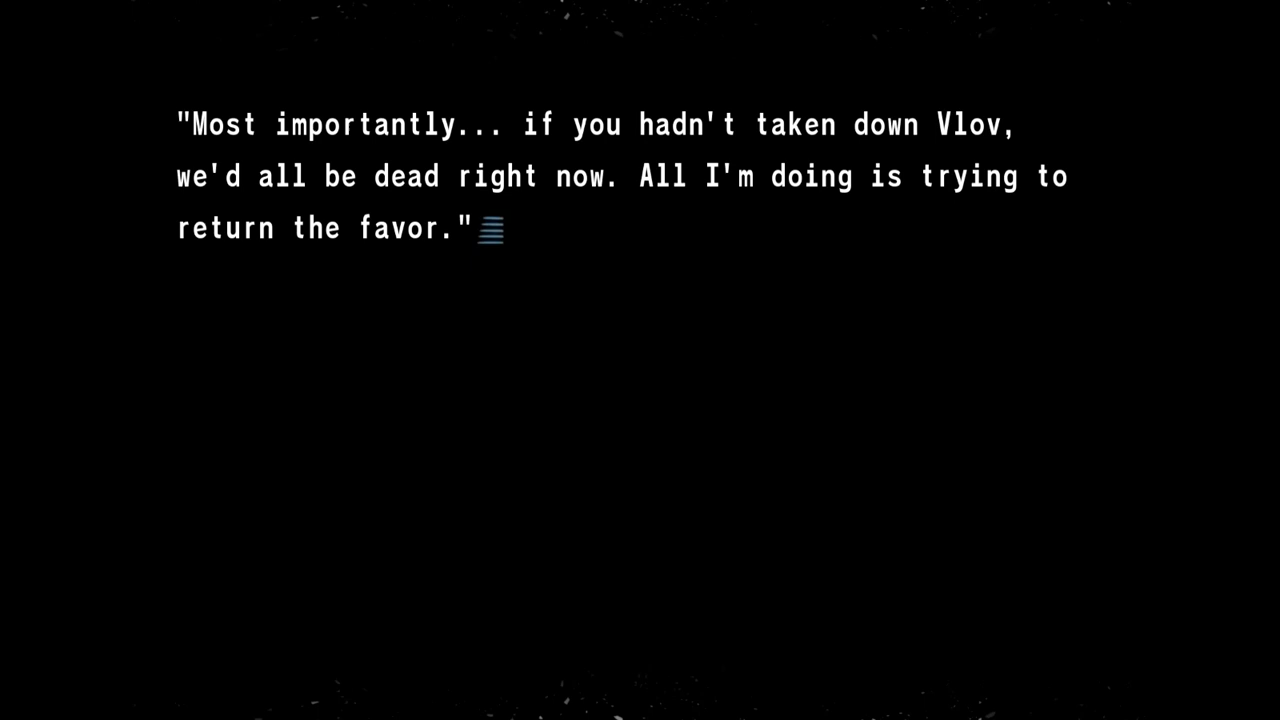 "Most importantly... if you hadn't taken down Vlov,
we'd all be dead right now. All I'm doing is trying to
return the favor."